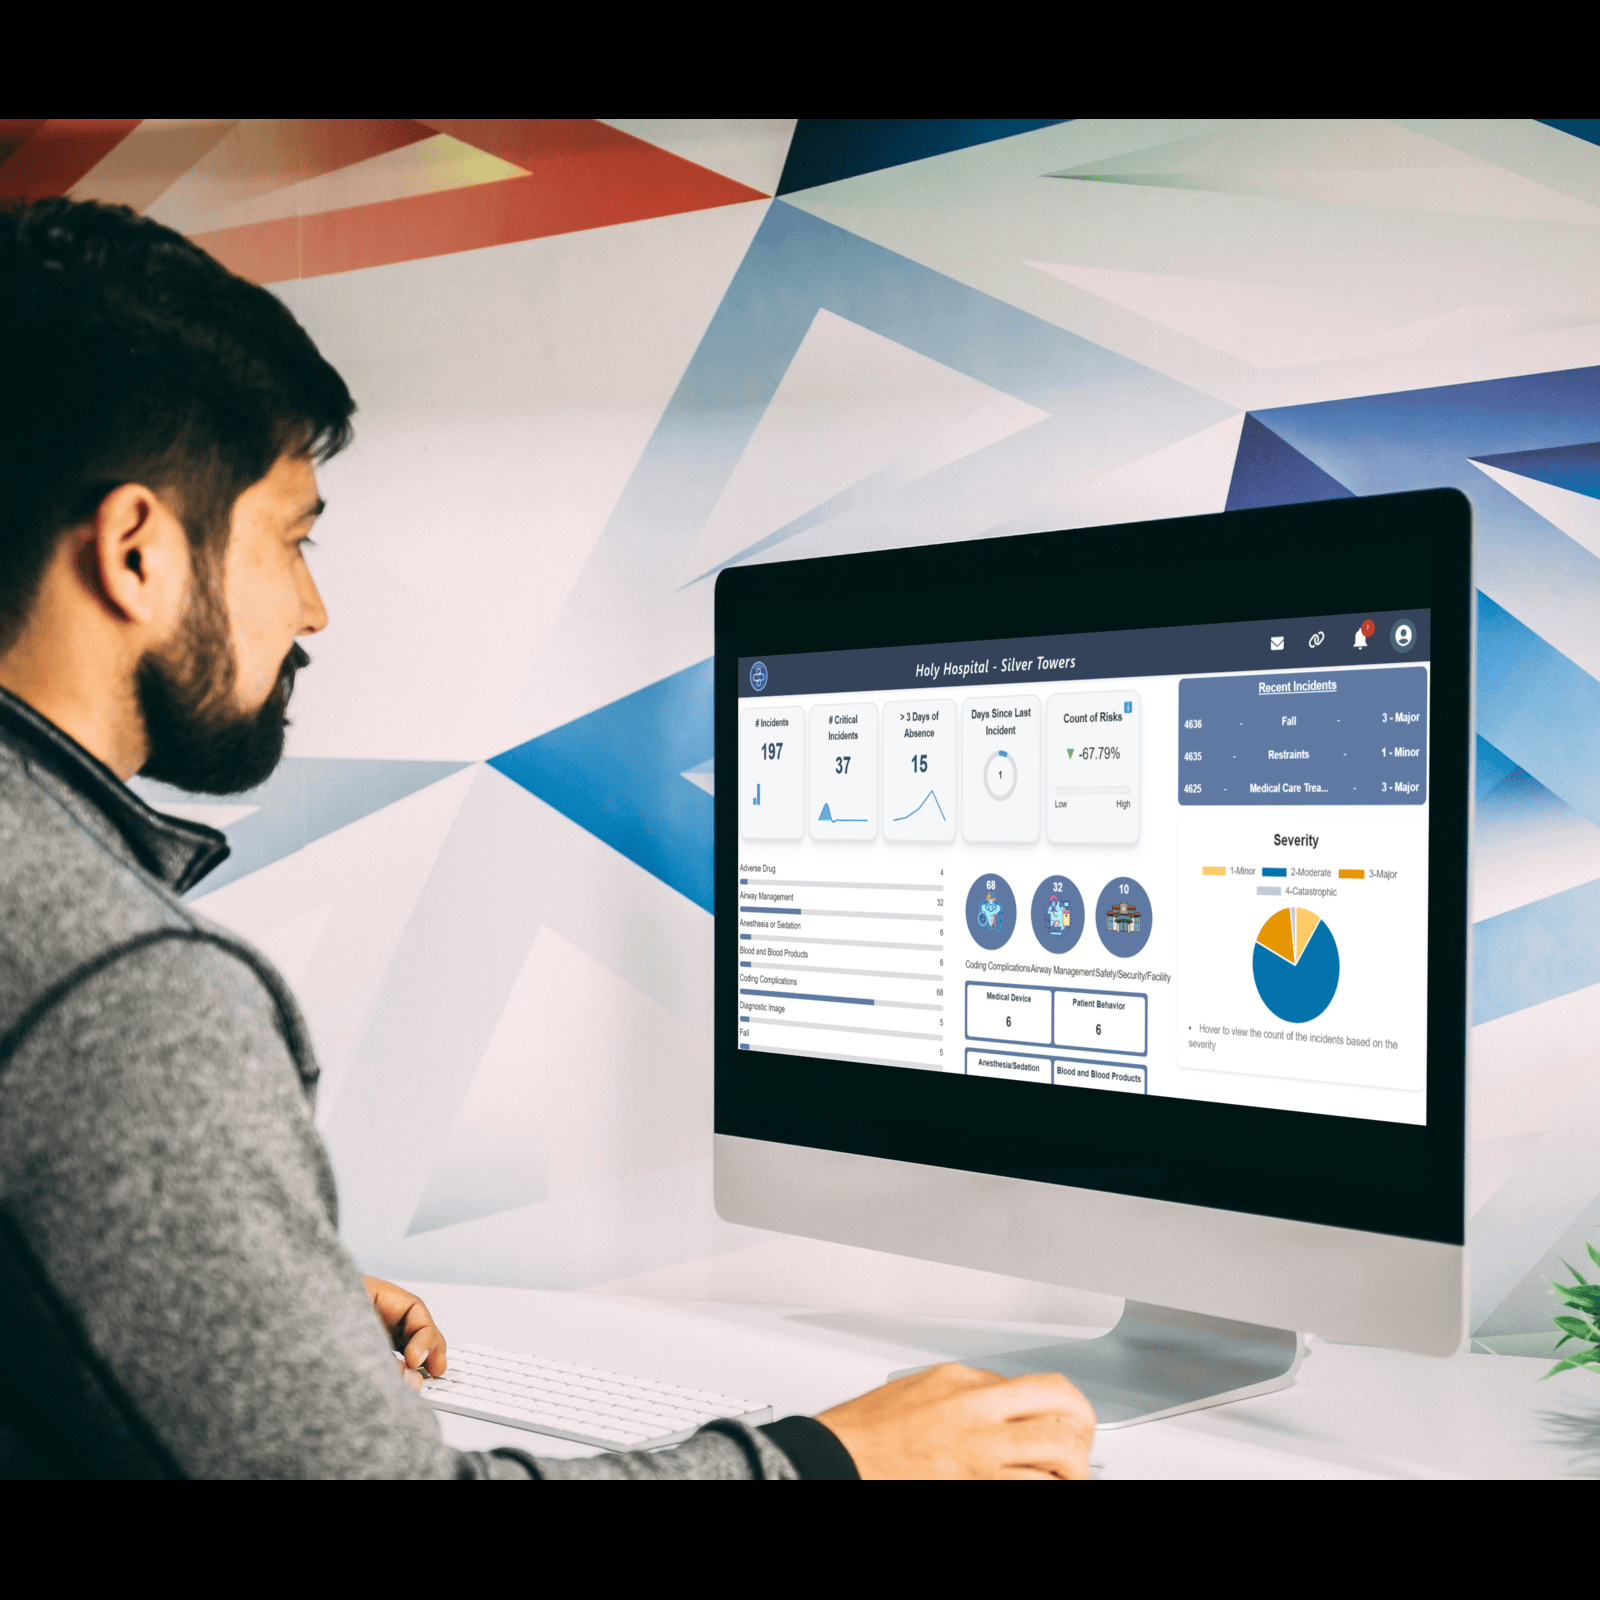 Holy Hospital - Silver Towers
7
# Incidents
197
# Critical
Incidents
37
> 3 Days of
Absence
15
Days Since Last
Incident
1
Count of Risks
i
-67.79%
Low High
Recent Incidents
4636 - Fall - 3 - Major
4635 - Restraints - 1 - Minor
4625 - Medical Care Trea... - 3 - Major
Adverse Drug 4
Airway Management 32
Anesthesia or Sedation 6
Blood and Blood Products 6
Coding Complications 68
Diagnostic Image 5
Fall 5
68
Coding Complications
32
Airway Management
10
Safety/Security/Facility
Medical Device
6
Patient Behavior
6
Anesthesia/Sedation
Blood and Blood Products
Severity
1-Minor 2-Moderate 3-Major
4-Catastrophic
• Hover to view the count of the incidents based on the
severity